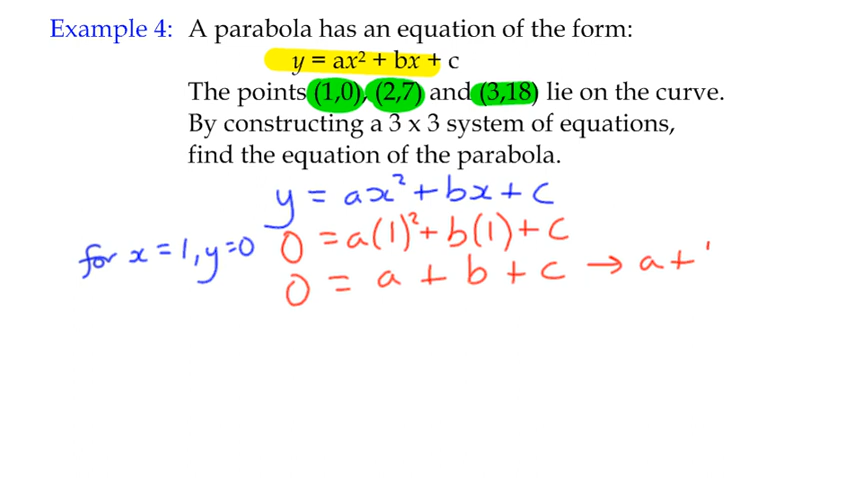 Example 4: A parabola has an equation of the form:
y = ax² + bx + c
The points (1,0), (2,7) and (3,18) lie on the curve.
By constructing a 3 x 3 system of equations,
find the equation of the parabola.
y = ax² + bx + c
for x = 1, y=0 0 = a(1)² + b(1) + c
0 = a + b + c → a +